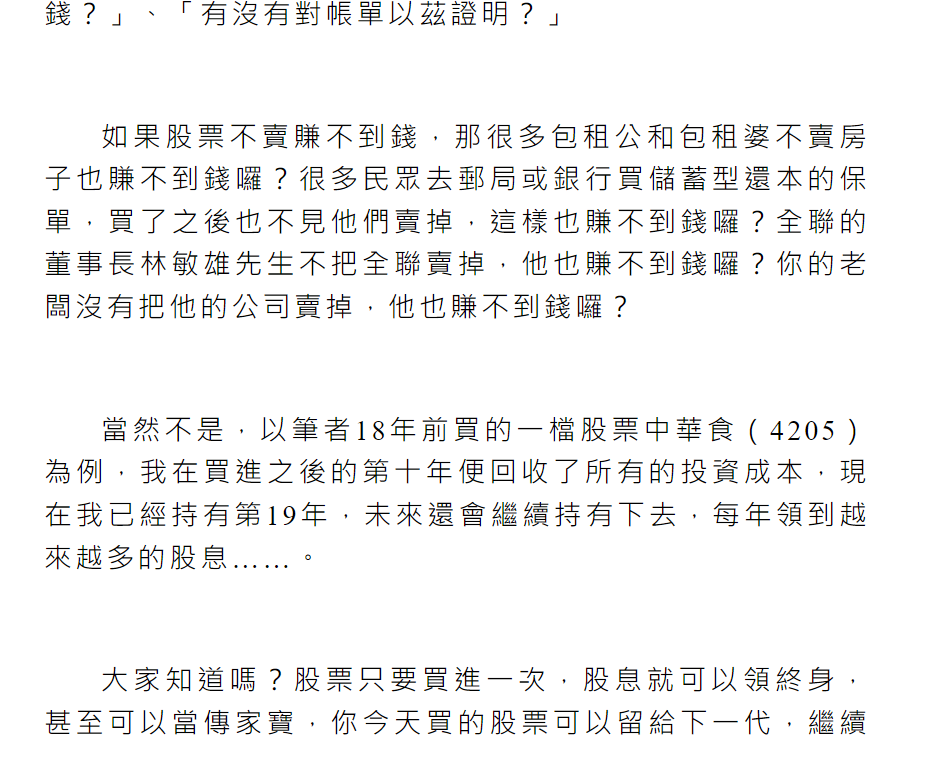 錢？」、「有沒有對帳單以茲證明？」
如果股票不賣賺不到錢，那很多包租公和包租婆不賣房
子也賺不到錢囉？很多民眾去郵局或銀行買儲蓄型還本的保
單，買了之後也不見他們賣掉，這樣也賺不到錢囉？全聯的
董事長林敏雄先生不把全聯賣掉，他也賺不到錢囉？你的老
闆沒有把他的公司賣掉，他也賺不到錢囉？
當然不是，以筆者18年前買的一檔股票中華食（4205）
為例，我在買進之後的第十年便回收了所有的投資成本，現
在我已經持有第19年，未來還會繼續持有下去，每年領到越
來越多的股息……。
大家知道嗎？股票只要買進一次，股息就可以領終身，
甚至可以當傳家寶，你今天買的股票可以留給下一代，繼續